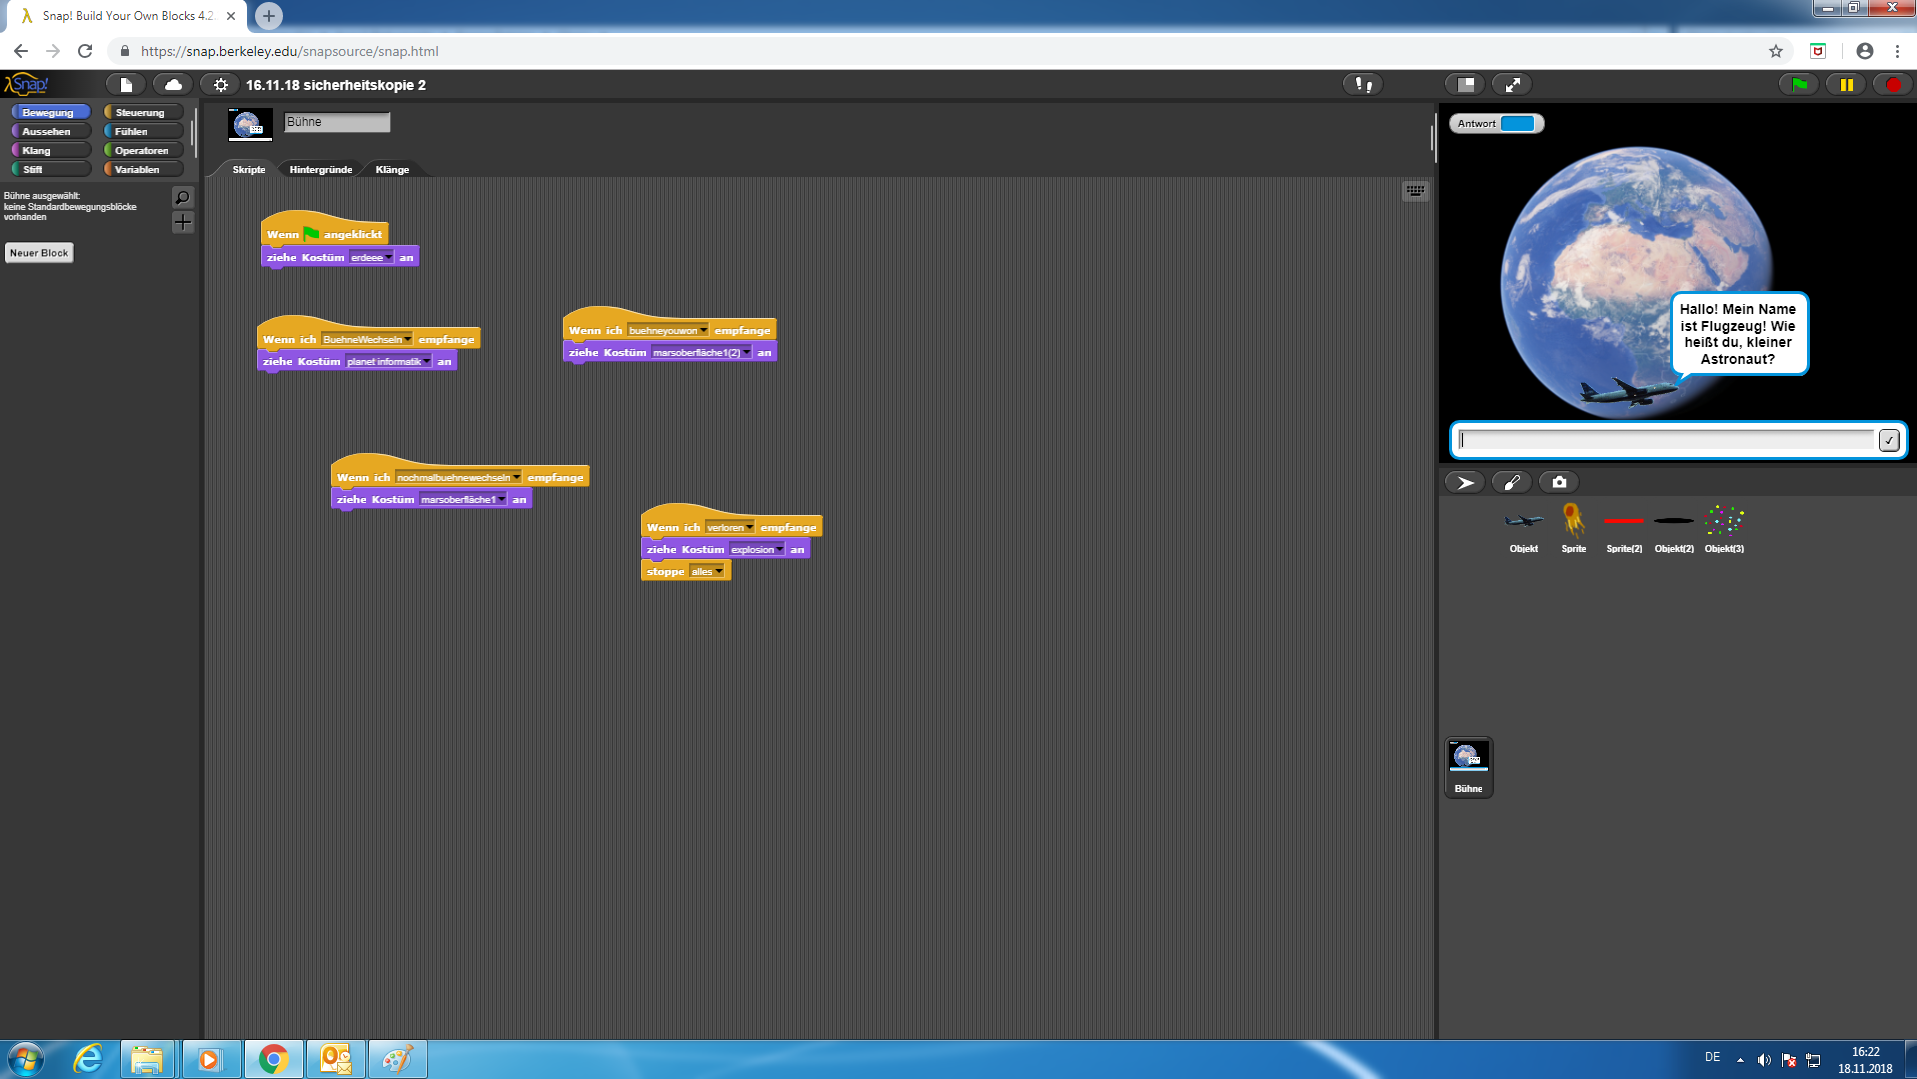 Snap! Build Your Own Blocks 4.2.
https://snap.berkeley.edu/snapsource/snap.html
Snap!
16.11.18 sicherheitskopie 2
Bewegung
Steuerung
Aussehen
Fühlen
Klang
Operatoren
Stift
Variablen
Bühne ausgewählt:
keine Standardbewegungsblöcke
vorhanden
Neuer Block
Bühne
Skripte
Hintergründe
Klänge
Wenn angeklickt
ziehe Kostüm erdeee an
Wenn ich BuehneWechseln empfange
ziehe Kostüm planet informatik an
Wenn ich buehneyouwon empfange
ziehe Kostüm marsoberfläche1(2) an
Wenn ich nochmalbuehnewechseln empfange
ziehe Kostüm marsoberfläche1 an
Wenn ich verloren empfange
ziehe Kostüm explosion an
stoppe alles
Antwort
Hallo! Mein Name
ist Flugzeug! Wie
heißt du, kleiner
Astronaut?
Objekt
Sprite
Sprite(2)
Objekt(2)
Objekt(3)
Bühne
DE
16:22
18.11.2018